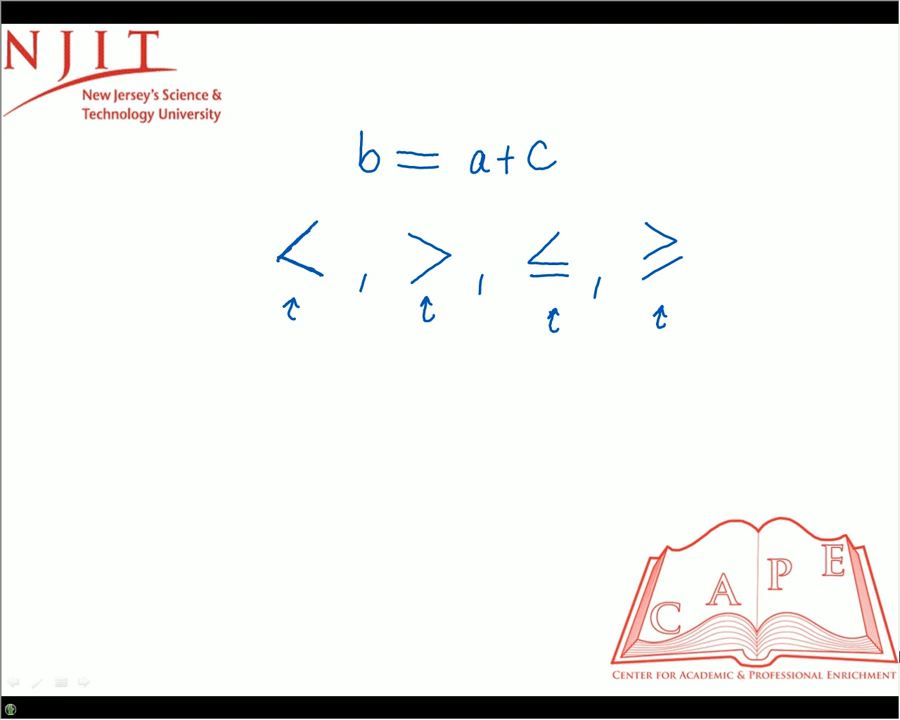 NJIT
New Jersey's Science &
Technology University
b = a + c
< , > , ≤ , ≥
C A P E
CENTER FOR ACADEMIC & PROFESSIONAL ENRICHMENT